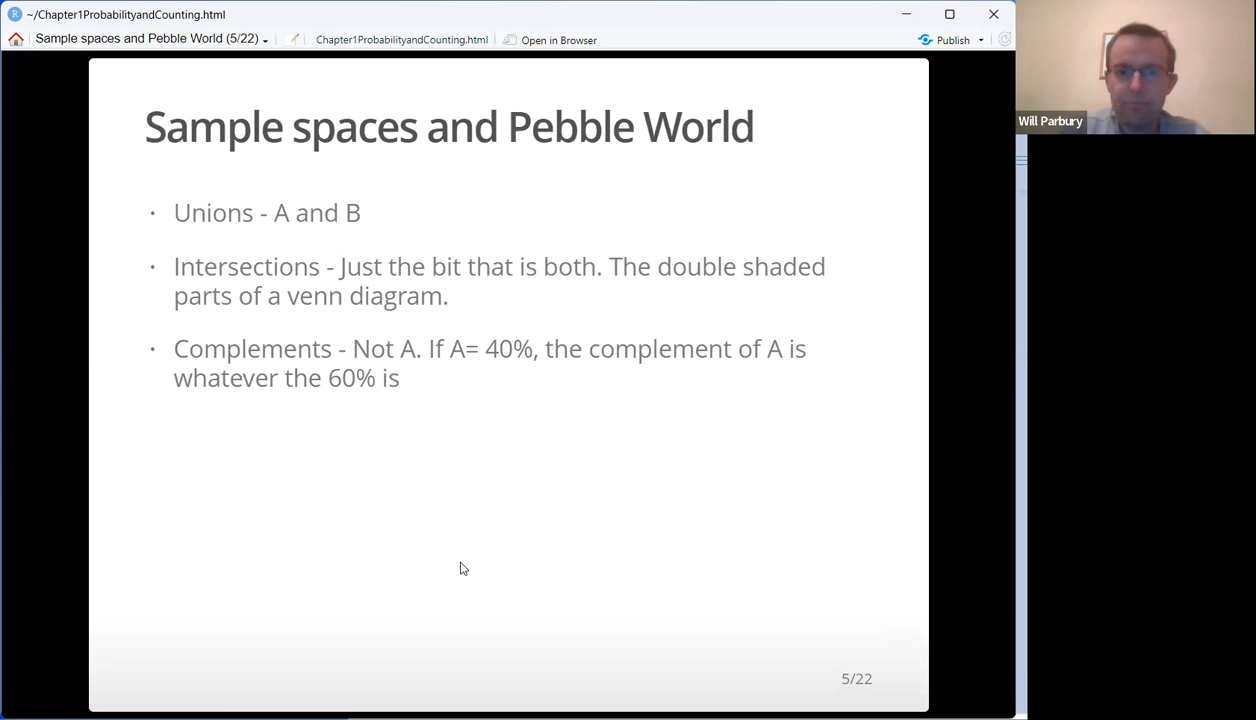 ~/Chapter1ProbabilityandCounting.html
Sample spaces and Pebble World (5/22)
Chapter1ProbabilityandCounting.html
Open in Browser
Publish
Will Parbury
Sample spaces and Pebble World
· Unions - A and B
· Intersections - Just the bit that is both. The double shaded
parts of a venn diagram.
· Complements - Not A. If A= 40%, the complement of A is
whatever the 60% is
5/22